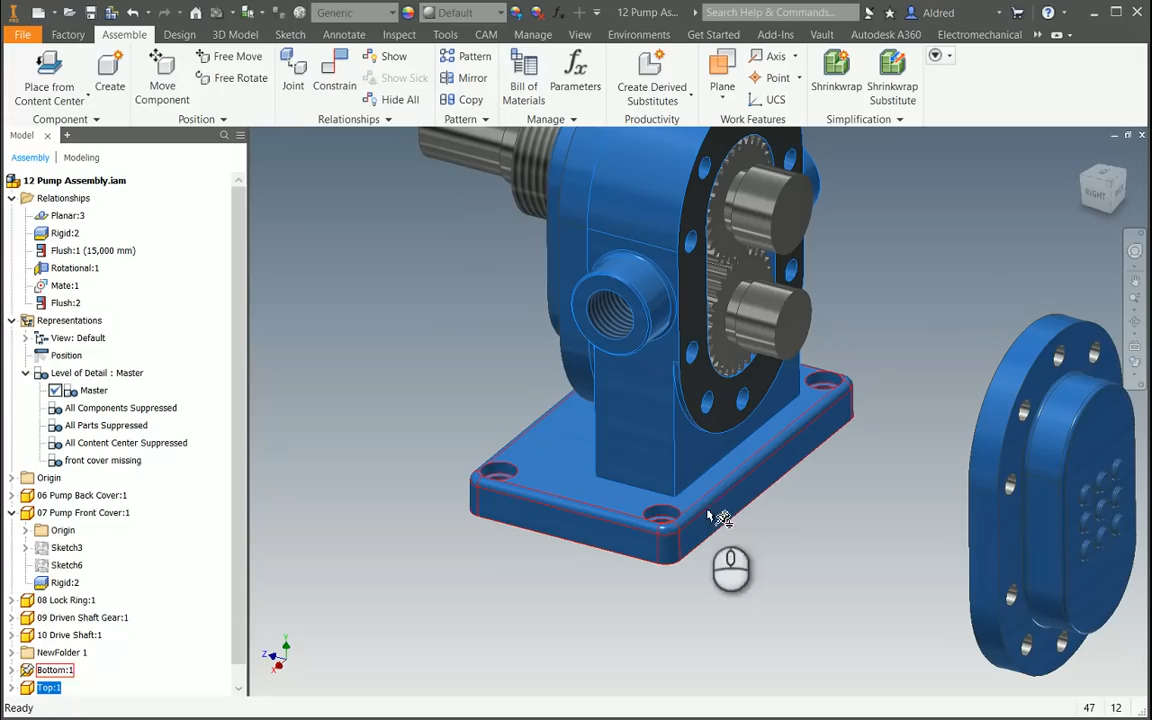 PRO
Generic
Default
12 Pump As...
Search Help & Commands...
Aldred
File
Factory
Assemble
Design
3D Model
Sketch
Annotate
Inspect
Tools
CAM
Manage
View
Environments
Get Started
Add-Ins
Vault
Autodesk A360
Electromechanical
Place from
Content Center
Create
Move
Component
Free Move
Free Rotate
Joint
Constrain
Show
Show Sick
Hide All
Pattern
Mirror
Copy
Bill of
Materials
fx
Parameters
Create Derived
Substitutes
Plane
Axis
Point
UCS
Shrinkwrap
Shrinkwrap
Substitute
Component
Position
Relationships
Pattern
Manage
Productivity
Work Features
Simplification
Model
Assembly
Modeling
12 Pump Assembly.iam
Relationships
Planar:3
Rigid:2
Flush:1 (15,000 mm)
Rotational:1
Mate:1
Flush:2
Representations
View: Default
Position
Level of Detail : Master
Master
All Components Suppressed
All Parts Suppressed
All Content Center Suppressed
front cover missing
Origin
06 Pump Back Cover:1
07 Pump Front Cover:1
Origin
Sketch3
Sketch6
Rigid:2
08 Lock Ring:1
09 Driven Shaft Gear:1
10 Drive Shaft:1
NewFolder 1
Bottom:1
Top:1
RIGHT
Y
Z
X
Ready
47
12